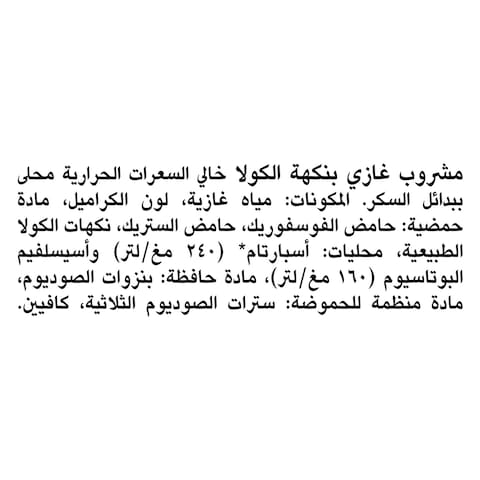 مشروب غازي بنكهة الكولا خالي السعرات الحرارية محلى
ببدائل السكر. المكونات: مياه غازية، لون الكراميل، مادة
حمضية: حامض الفوسفوريك، حامض الستريك، نكهات الكولا
الطبيعية، محليات: أسبارتام* (٢٤٠ مغ/لتر) وأسيسلفيم
البوتاسيوم (١٦٠ مغ/لتر)، مادة حافظة: بنزوات الصوديوم،
مادة منظمة للحموضة: سترات الصوديوم الثلاثية، كافيين.